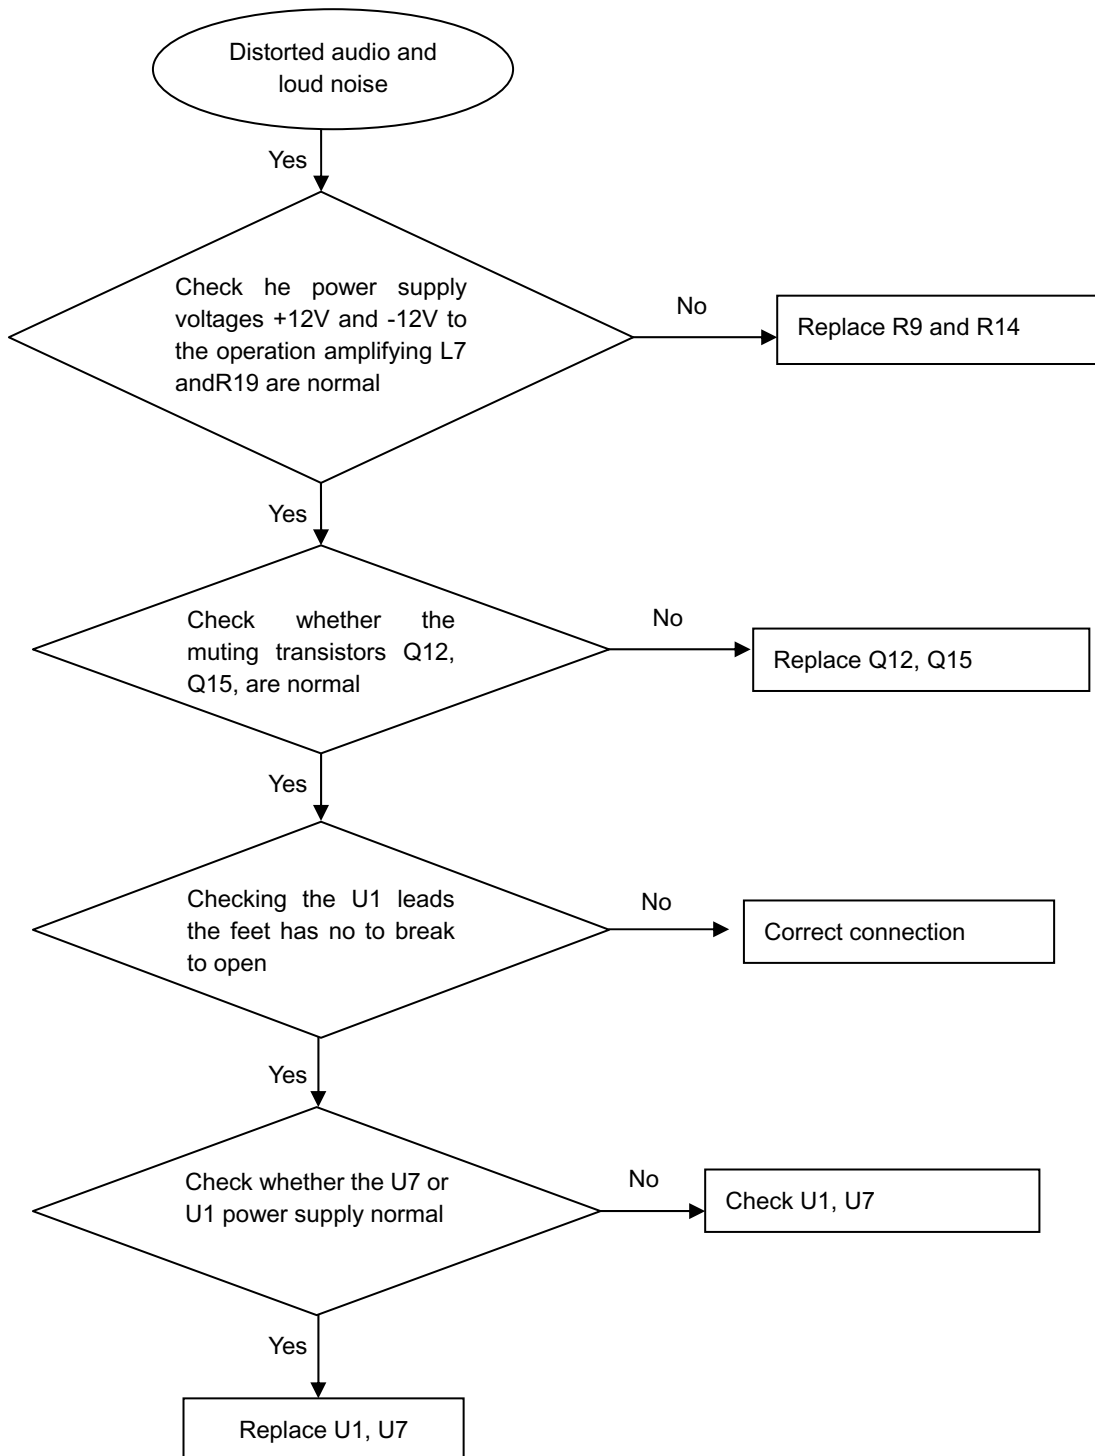 Distorted audio and
loud noise
Yes
Check he power supply
voltages +12V and -12V to
the operation amplifying L7
andR19 are normal
No
Replace R9 and R14
Yes
Check whether the
muting transistors Q12,
Q15, are normal
No
Replace Q12, Q15
Yes
Checking the U1 leads
the feet has no to break
to open
No
Correct connection
Yes
Check whether the U7 or
U1 power supply normal
No
Check U1, U7
Yes
Replace U1, U7